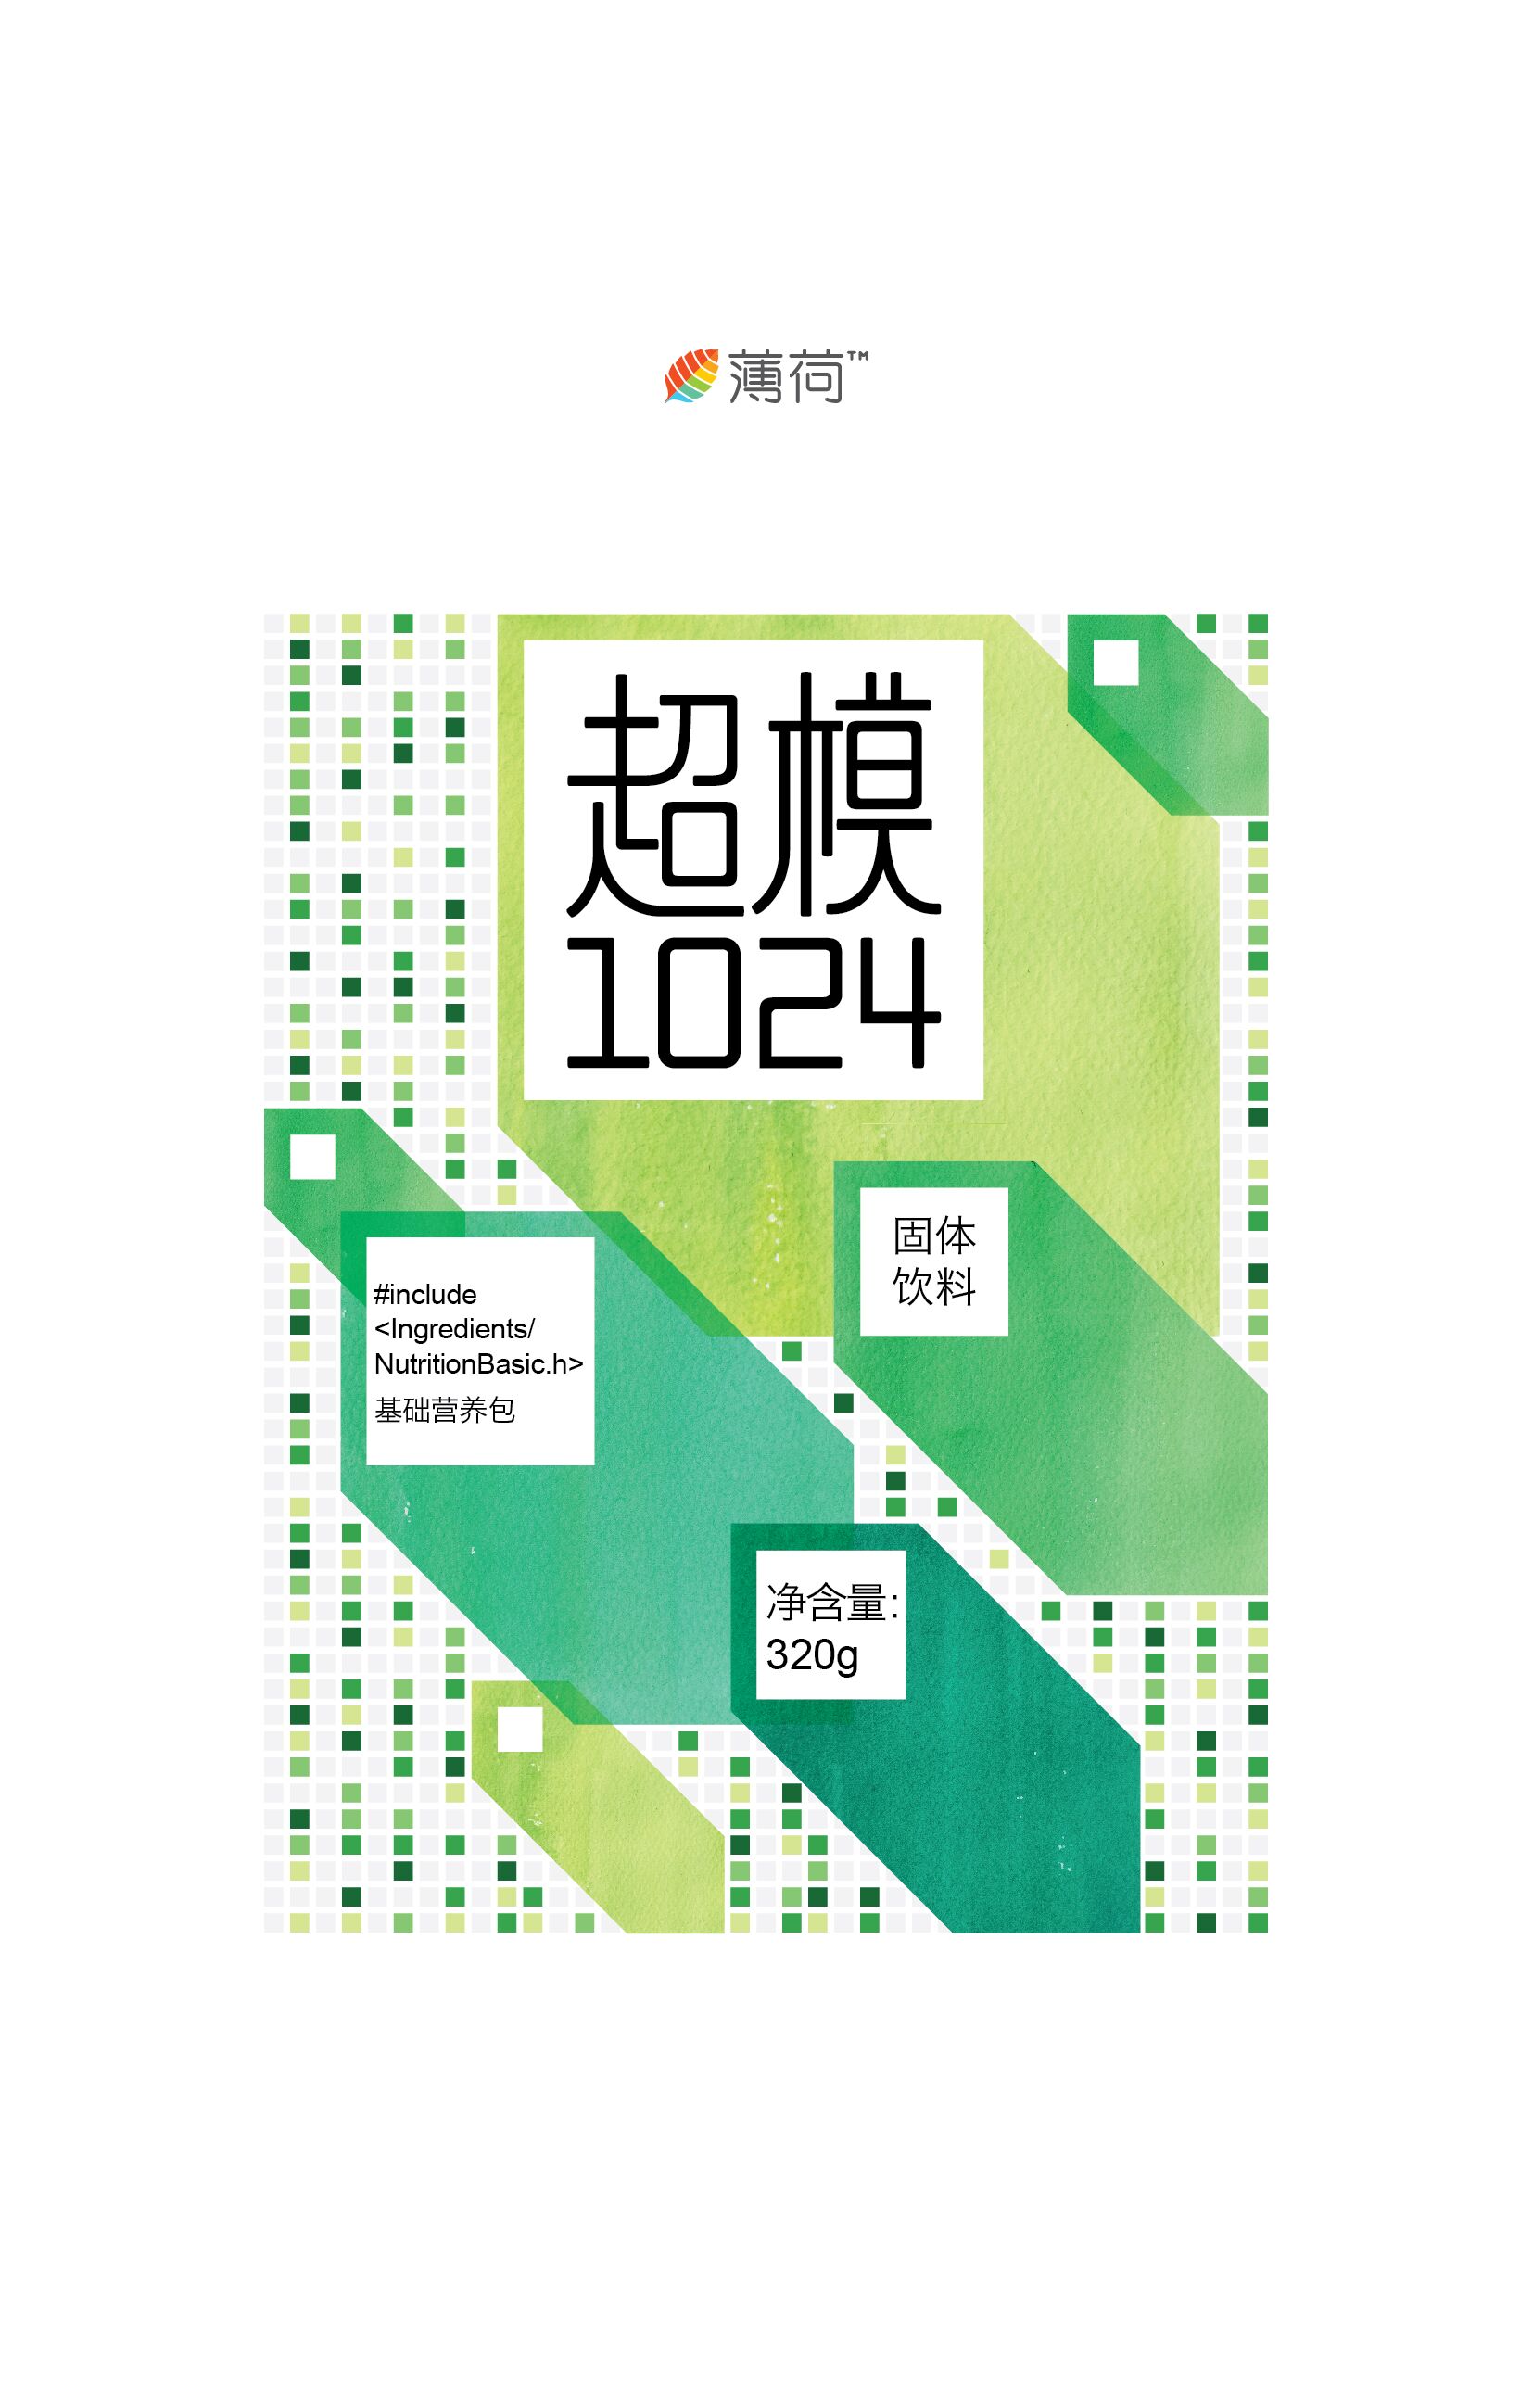 薄荷™
超模
1024
固体
饮料
#include
<Ingredients/
NutritionBasic.h>
基础营养包
净含量:
320g